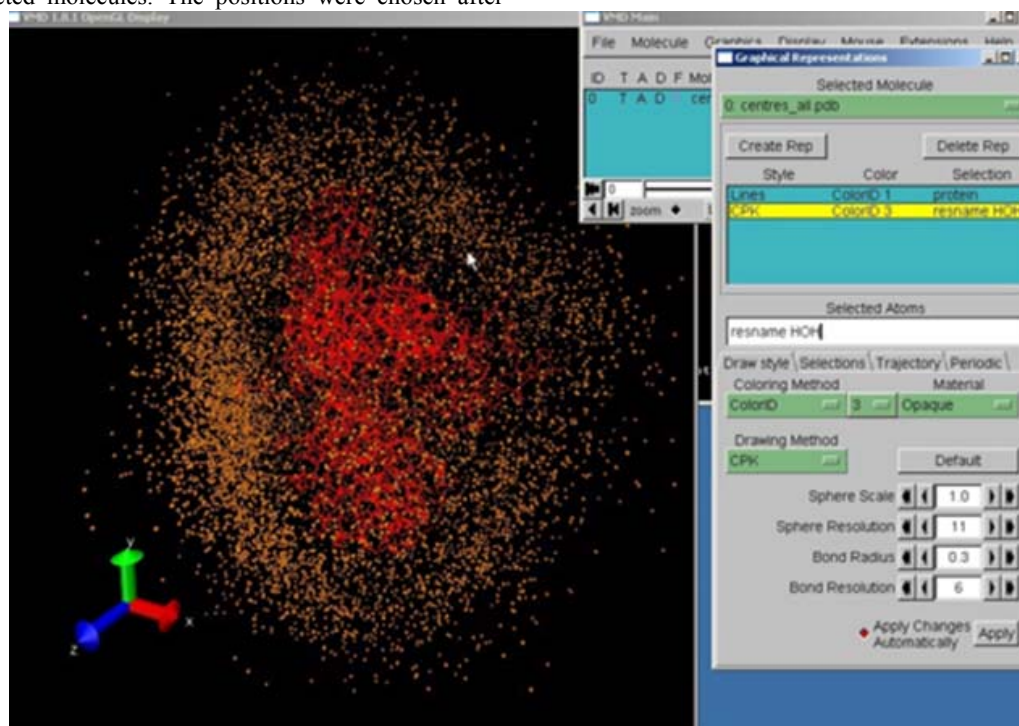 cted molecules. The positions were chosen after
VMD 1.8.1 OpenGL Display
VMD Main
File Molecule Graphics Display Mouse Extensions Help
ID T A D F Mol
0 T A D cen
0
zoom
Graphical Representations
Selected Molecule
0: centres_all.pdb
Create Rep Delete Rep
Style Color Selection
Lines ColorID 1 protein
CPK ColorID 3 resname HOH
Selected Atoms
resname HOH
Draw style Selections Trajectory Periodic
Coloring Method Material
ColorID 3 Opaque
Drawing Method
CPK Default
Sphere Scale 1.0
Sphere Resolution 11
Bond Radius 0.3
Bond Resolution 6
Apply Changes
Automatically Apply
y
x
z